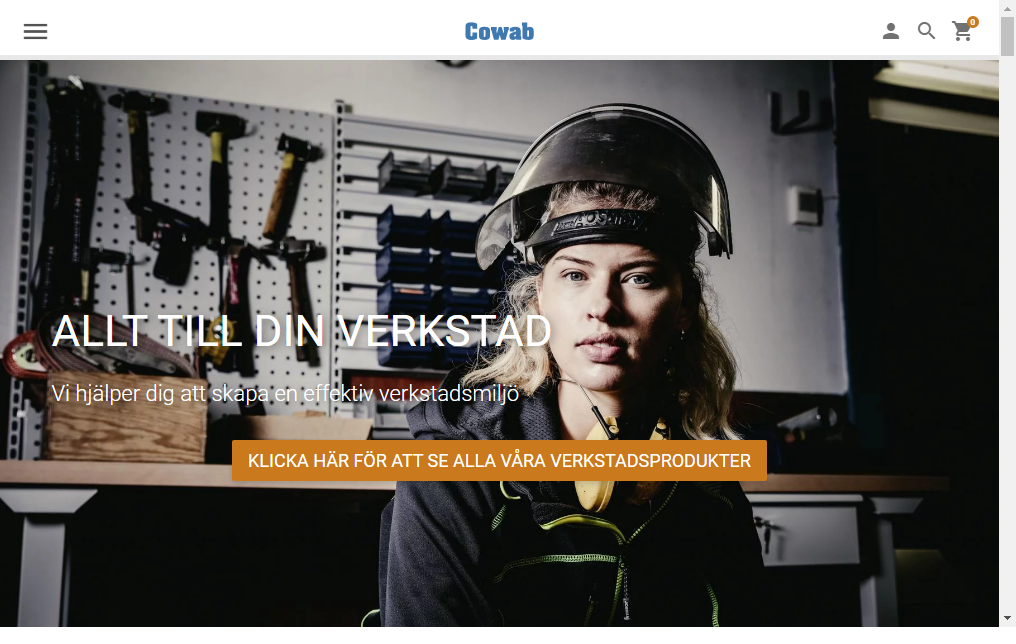 Cowab
0
ALLT TILL DIN VERKSTAD
Vi hjälper dig att skapa en effektiv verkstadsmiljö
KLICKA HÄR FÖR ATT SE ALLA VÅRA VERKSTADSPRODUKTER